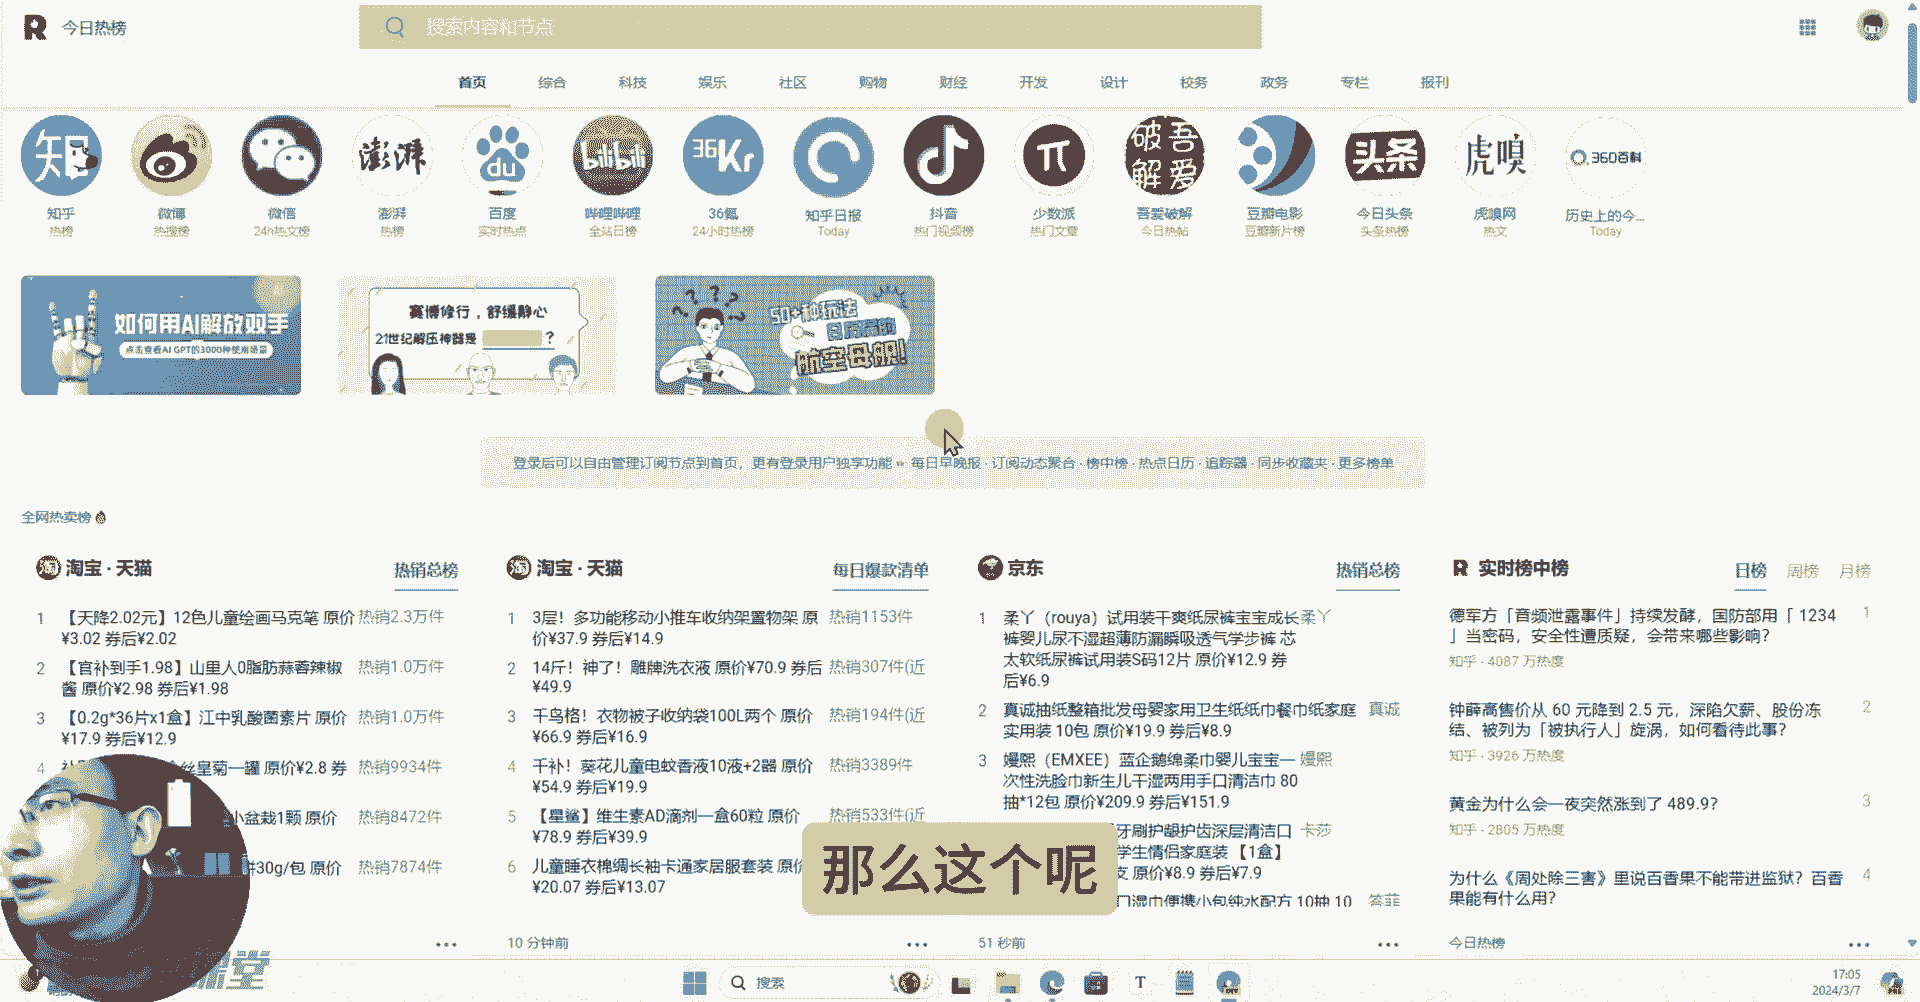 今日热榜
搜索内容和节点
首页 综合 科技 娱乐 社区 购物 财经 开发 设计 校务 政务 专栏 报刊
知
澎湃
du
bilibili
36Kr
π
吾爱破解
头条
虎嗅
360百科
知乎 微博 微信 澎湃 百度 哔哩哔哩 36氪 知乎日报 抖音 少数派 吾爱破解 豆瓣电影 今日头条 虎嗅网 历史上的今...
热榜 热搜榜 24h热文榜 热榜 实时热点 全站日榜 24小时热榜 Today 热门视频榜 热门文章 今日热帖 豆瓣新片榜 头条热榜 热文 Today
AI
如何用AI解放双手
点击查看AI GPT的3000种使用场景
赛博修行，舒缓静心
21世纪解压神器是 ？
50+种玩法
日历届的
航空母舰!
登录后可以自由管理订阅节点到首页，更有登录用户独享功能 每日早晚报 · 订阅动态聚合 · 榜中榜 · 热点日历 · 追踪器 · 同步收藏夹 · 更多榜单
全网热卖榜
淘宝 · 天猫 热销总榜
1 【天降2.02元】12色儿童绘画马克笔 原价 热销2.3万件
¥3.02 券后¥2.02
2 【官补到手1.98】山里人0脂肪蒜蓉辣椒 热销1.0万件
酱 原价¥2.98 券后¥1.98
3 【0.2g*36片x1盒】江中乳酸菌素片 原价 热销1.0万件
¥17.9 券后¥12.9
4 丝皇菊一罐 原价¥2.8 券 热销9934件
小盆栽1颗 原价 热销8472件
30g/包 原价 热销7874件
淘宝 · 天猫 每日爆款清单
1 3层！多功能移动小推车收纳架置物架 原 热销1153件
价¥37.9 券后¥14.9
2 14斤！神了！雕牌洗衣液 原价¥70.9 券后 热销307件(近
¥49.9
3 千鸟格！衣物被子收纳袋100L两个 原价 热销194件(近
¥66.9 券后¥16.9
4 千补！葵花儿童电蚊香液10液+2器 原价 热销3389件
¥54.9 券后¥19.9
5 【星鲨】维生素AD滴剂一盒60粒 原价 热销533件(近
¥78.9 券后¥39.9
6 儿童睡衣棉绸长袖卡通家居服套装 原价
¥20.07 券后¥13.07
10 分钟前
京东 热销总榜
1 柔丫（rouya）试用装干爽纸尿裤宝宝成长 柔丫
裤婴儿尿不湿超薄防漏瞬吸透气学步裤 芯
太软纸尿裤试用装S码12片 原价¥12.9 券
后¥6.9
2 真诚抽纸整箱批发母婴家用卫生纸纸巾餐巾纸家庭 真诚
实用装 10包 原价¥19.9 券后¥8.9
3 嫚熙（EMXEE）蓝企鹅绵柔巾婴儿宝宝一 嫚熙
次性洗脸巾新生儿干湿两用手口清洁巾 80
抽*12包 原价¥209.9 券后¥151.9
牙刷护龈护齿深层清洁口 卡莎
学生情侣家庭装 【1盒】
支 原价¥8.9 券后¥7.9
口湿巾便携小包纯水配方 10抽 10 答菲
51 秒前
实时榜中榜 日榜 周榜 月榜
德军方「音频泄露事件」持续发酵，国防部用「 1234 1
」当密码，安全性遭质疑，会带来哪些影响？
知乎 · 4087 万热度
钟薛高售价从 60 元降到 2.5 元，深陷欠薪、股份冻 2
结、被列为「被执行人」旋涡，如何看待此事？
知乎 · 3926 万热度
黄金为什么会一夜突然涨到了 489.9？ 3
知乎 · 2805 万热度
为什么《周处除三害》里说百香果不能带进监狱？百香 4
果能有什么用？
今日热榜
那么这个呢
课堂
搜索
T
17:05
2024/3/7